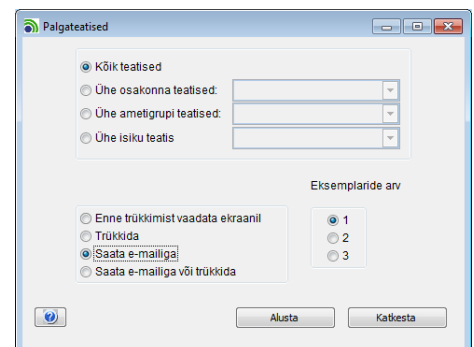 Palgateatised
Kõik teatised
Ühe osakonna teatised:
Ühe ametigrupi teatised:
Ühe isiku teatis
Eksemplaride arv
Enne trükkimist vaadata ekraanil
Trükkida
Saata e-mailiga
Saata e-mailiga või trükkida
1
2
3
?
Alusta
Katkesta